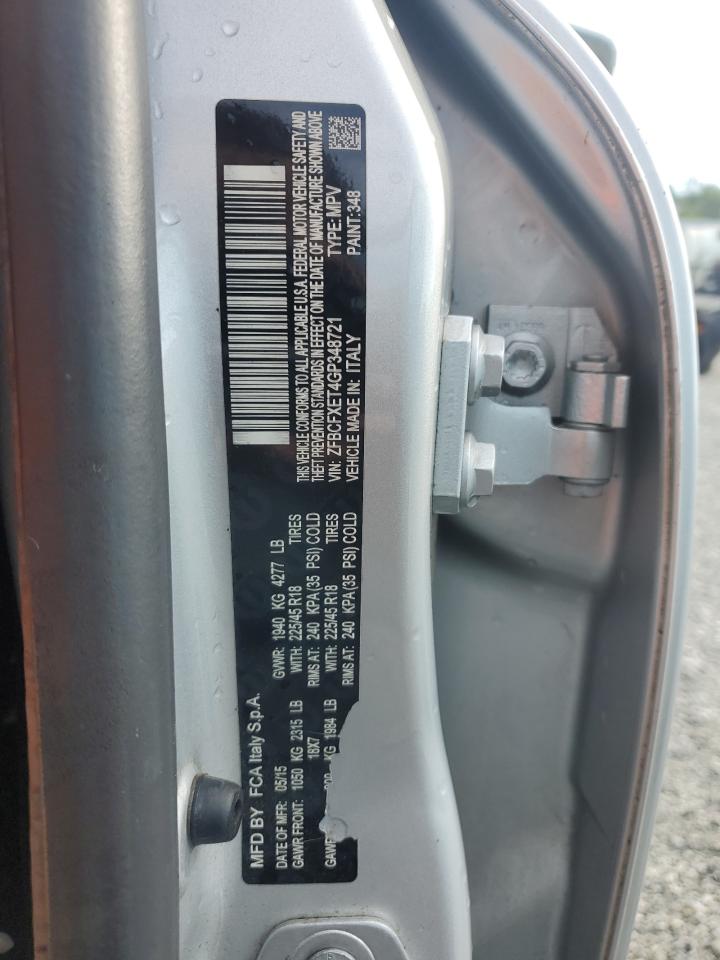 MFD BY FCA Italy S.p.A.
DATE OF MFR: 05/15 GVWR: 1940 KG 4277 LB
GAWR FRONT: 1050 KG 2315 LB WITH: 225/45 R18 TIRES
18X7 RIMS AT: 240 KPA(35 PSI) COLD
KG 1984 LB WITH: 225/45 R18 TIRES
RIMS AT: 240 KPA(35 PSI) COLD
THIS VEHICLE CONFORMS TO ALL APPLICABLE U.S.A. FEDERAL MOTOR VEHICLE SAFETY AND
THEFT PREVENTION STANDARDS IN EFFECT ON THE DATE OF MANUFACTURE SHOWN ABOVE
VIN: ZFBCFXET4GP348721 TYPE: MPV
VEHICLE MADE IN: ITALY PAINT: 348